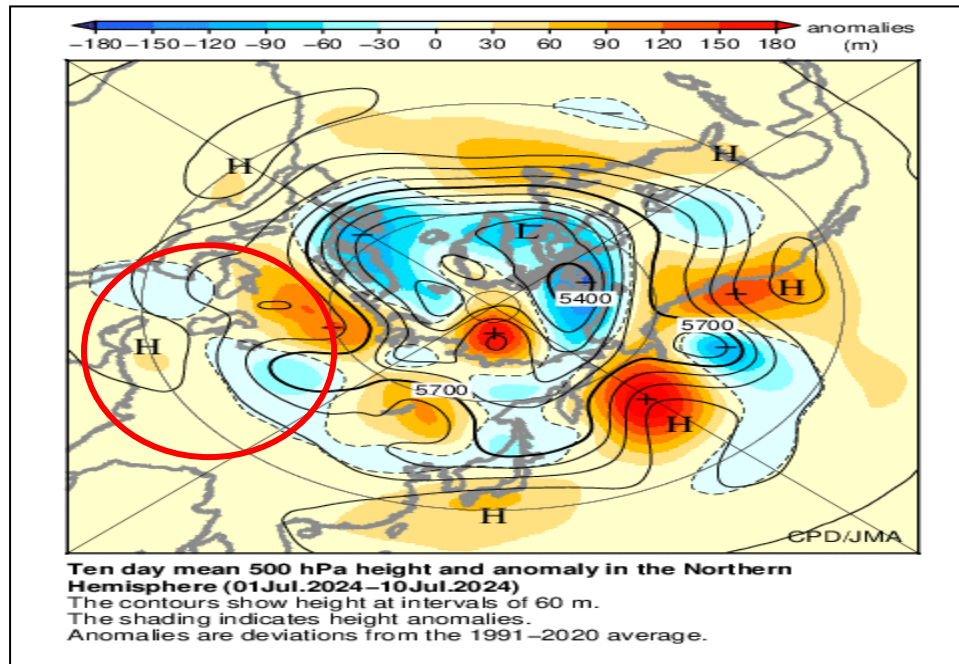 −180 −150 −120 −90 −60 −30 0 30 60 90 120 150 180 anomalies
(m)
H
H
L
H
5400
5700
H
5700
H
H
CPD/JMA
Ten day mean 500 hPa height and anomaly in the Northern
Hemisphere (01Jul.2024−10Jul.2024)
The contours show height at intervals of 60 m.
The shading indicates height anomalies.
Anomalies are deviations from the 1991−2020 average.